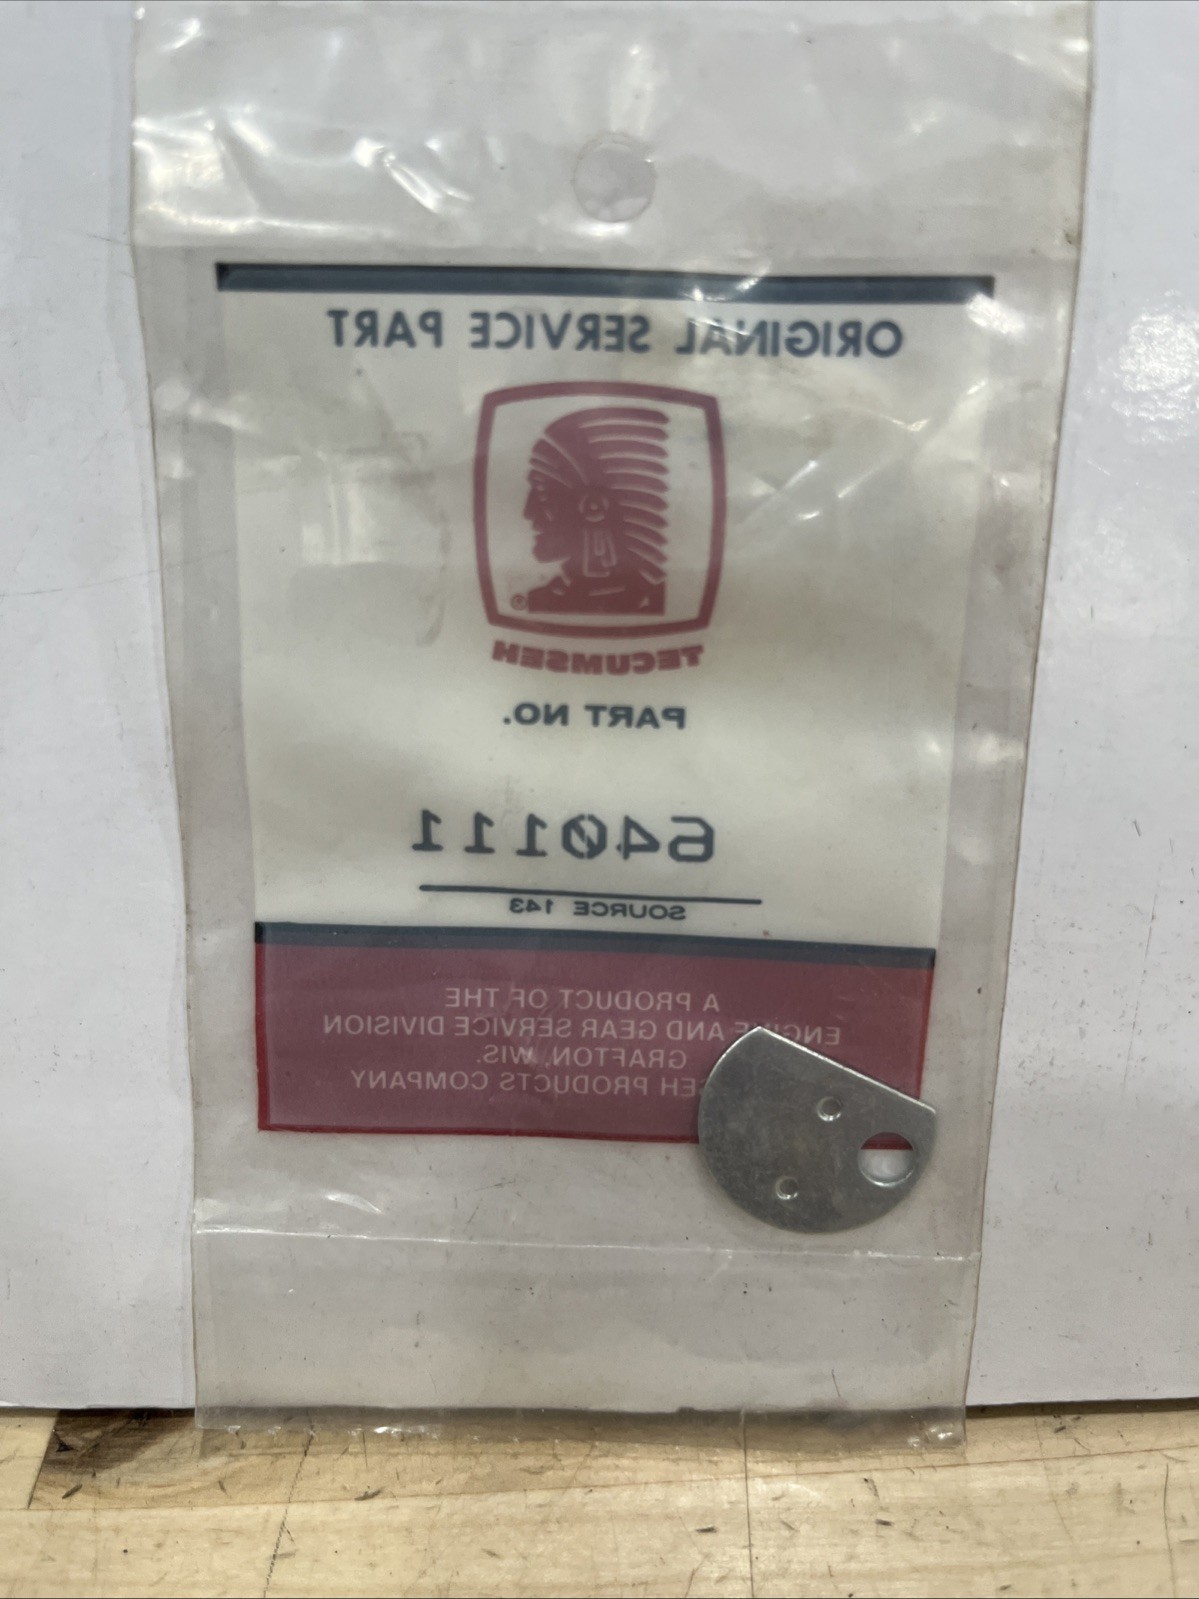 ORIGINAL SERVICE PART
®
TECUMSEH
PART NO.
640111
SOURCE 143
A PRODUCT OF THE
ENGINE AND GEAR SERVICE DIVISION
GRAFTON, WIS.
PRODUCTS COMPANY